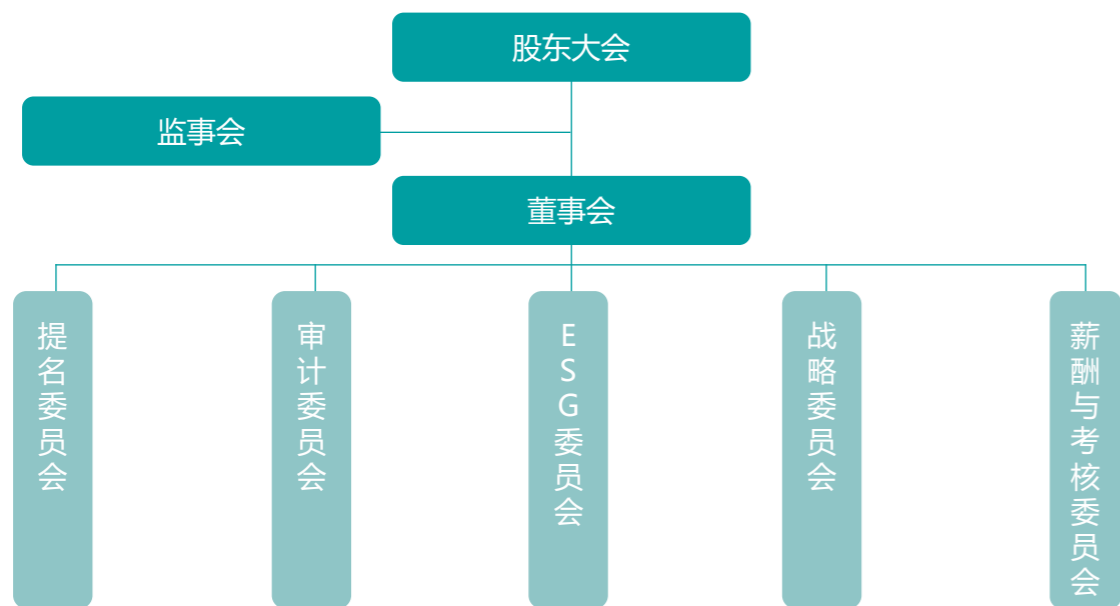 股东大会
监事会
董事会
提名委员会
审计委员会
ESG委员会
战略委员会
薪酬与考核委员会